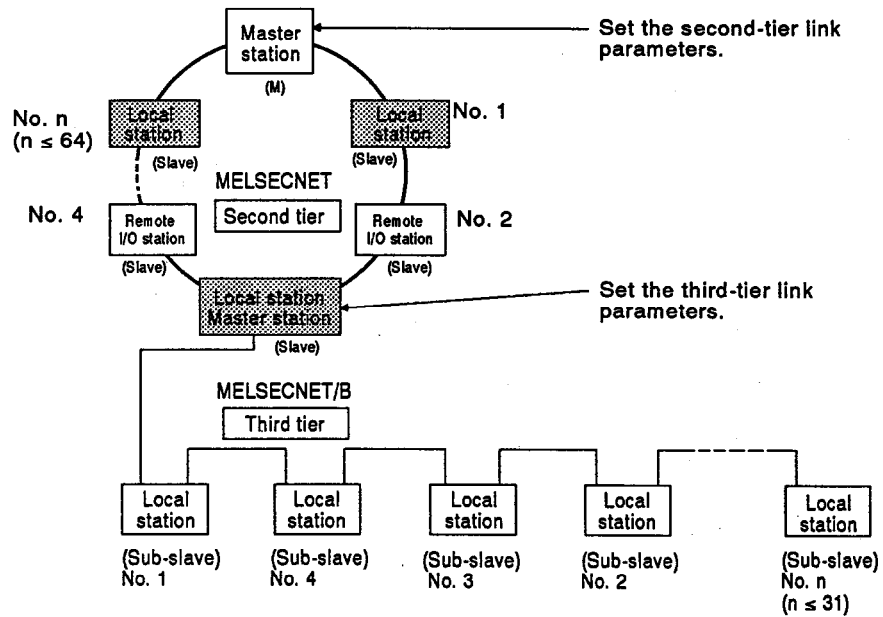 Master
station
(M)
Set the second-tier link
parameters.
No. n
(n ≤ 64)
Local
station
(Slave)
Local
station
(Slave)
No. 1
MELSECNET
Second tier
No. 4
Remote
I/O station
(Slave)
Remote
I/O station
(Slave)
No. 2
Local station
Master station
(Slave)
Set the third-tier link
parameters.
MELSECNET/B
Third tier
Local
station
(Sub-slave)
No. 1
Local
station
(Sub-slave)
No. 4
Local
station
(Sub-slave)
No. 3
Local
station
(Sub-slave)
No. 2
Local
station
(Sub-slave)
No. n
(n ≤ 31)